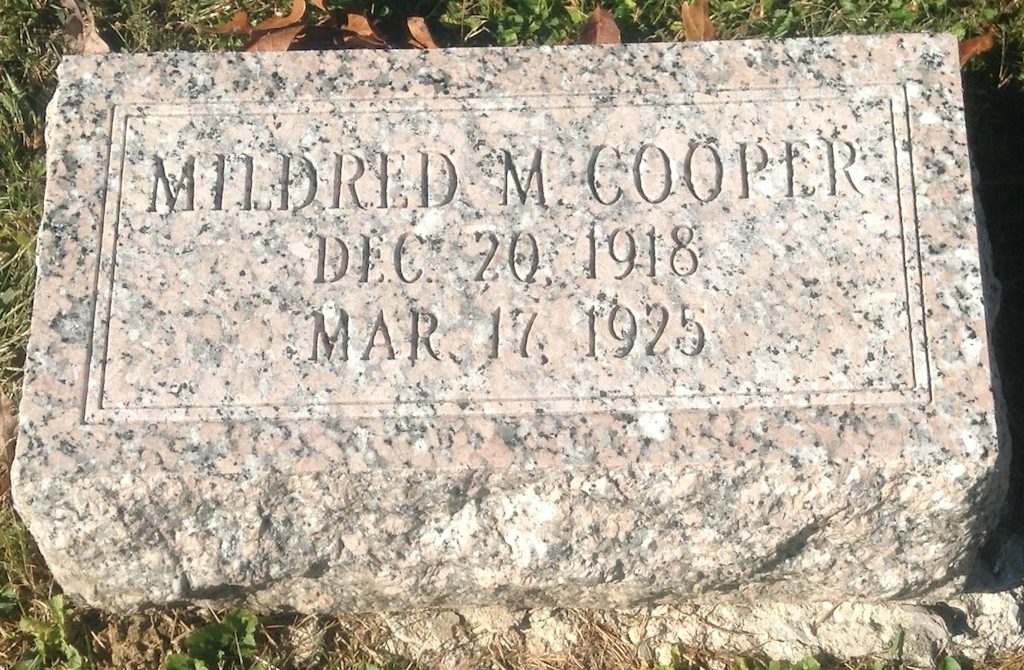 MILDRED M. COOPER
DEC. 20, 1918
MAR. 17, 1925